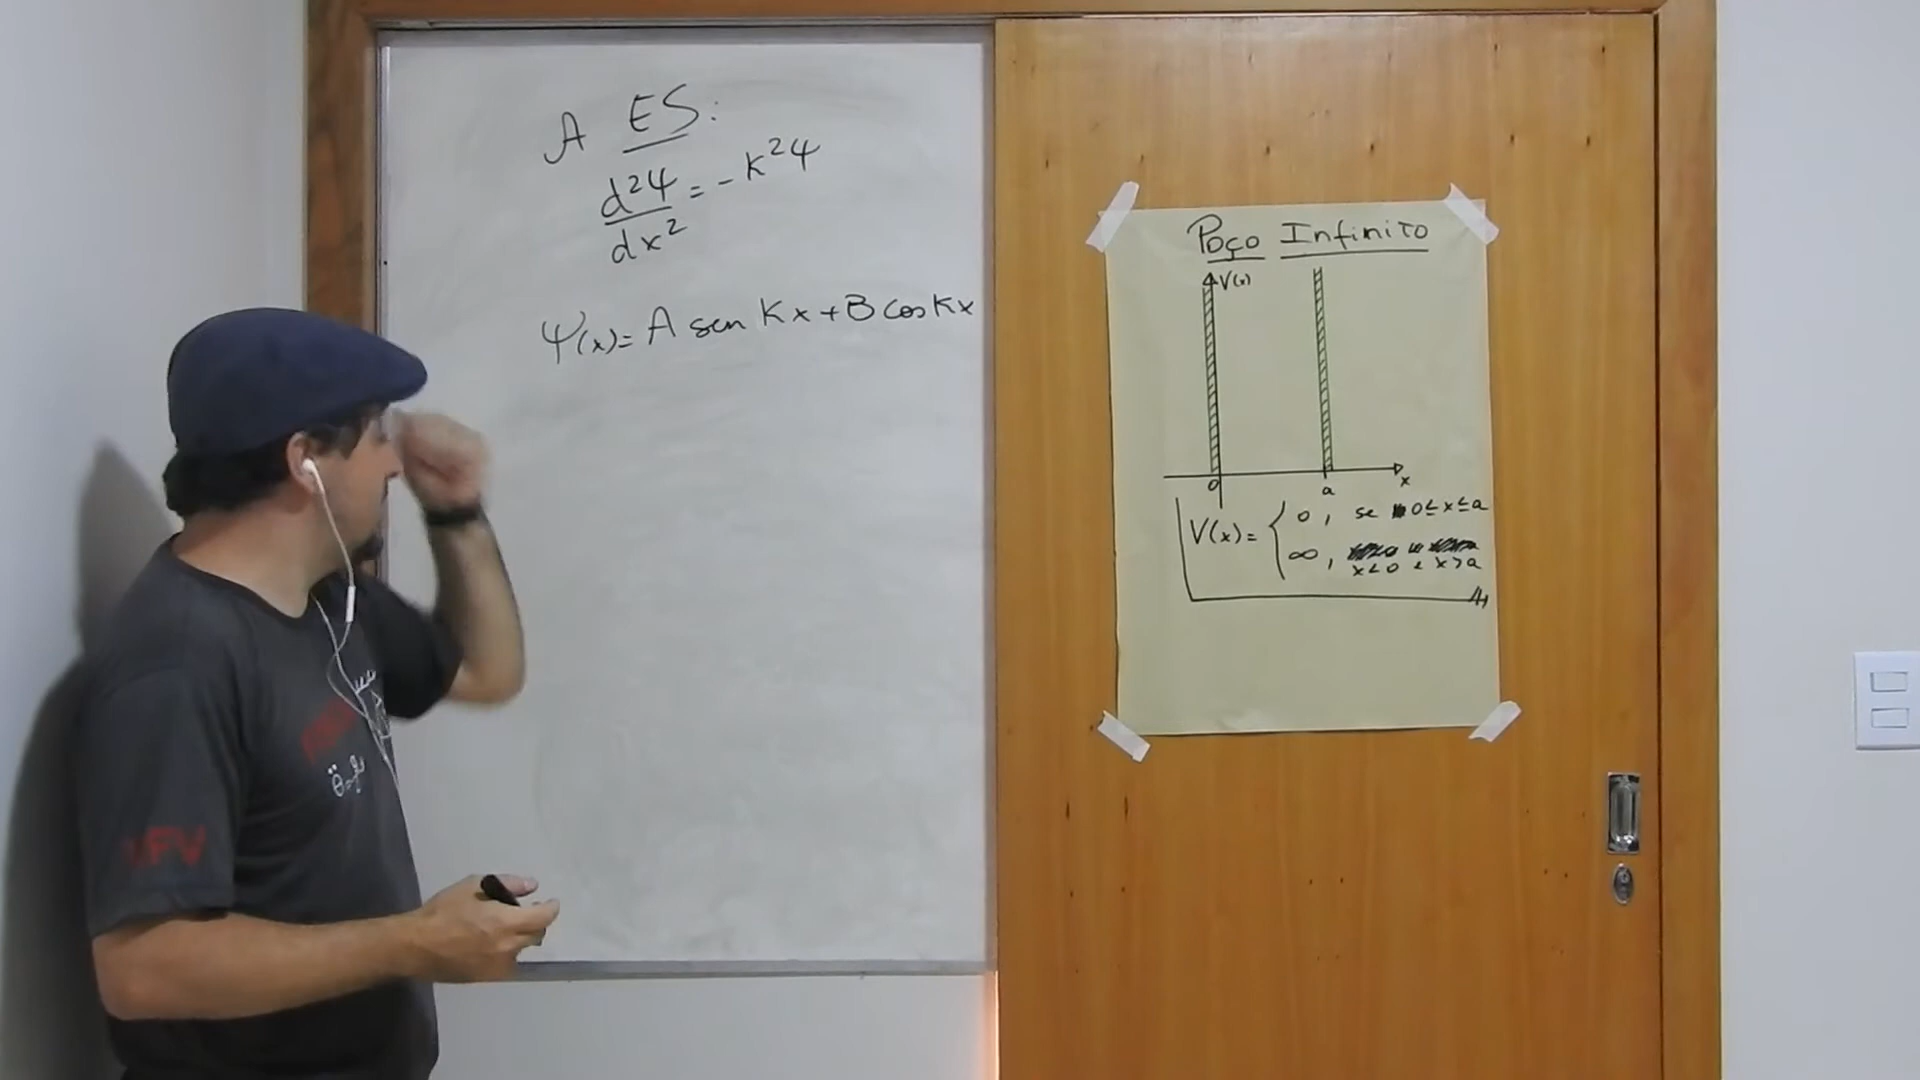 A ES:
d²ψ/dx² = -k²ψ
ψ(x) = A sen Kx + B cos Kx
Poço Infinito
V(x)
0 a x
V(x) = { 0, se 0 ≤ x ≤ a
∞,
x < 0 e x > a